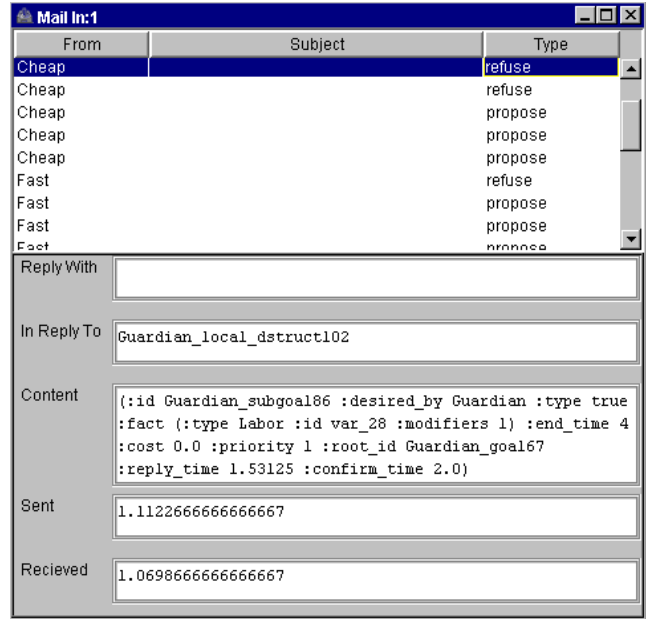 Mail In:1
From Subject Type
Cheap refuse
Cheap refuse
Cheap propose
Cheap propose
Cheap propose
Fast refuse
Fast propose
Fast propose
Fast propose
Reply With
In Reply To Guardian_local_dstruct102
Content (:id Guardian_subgoal86 :desired_by Guardian :type true
:fact (:type Labor :id var_28 :modifiers 1) :end_time 4
:cost 0.0 :priority 1 :root_id Guardian_goal67
:reply_time 1.53125 :confirm_time 2.0)
Sent 1.1122666666666667
Recieved 1.0698666666666667